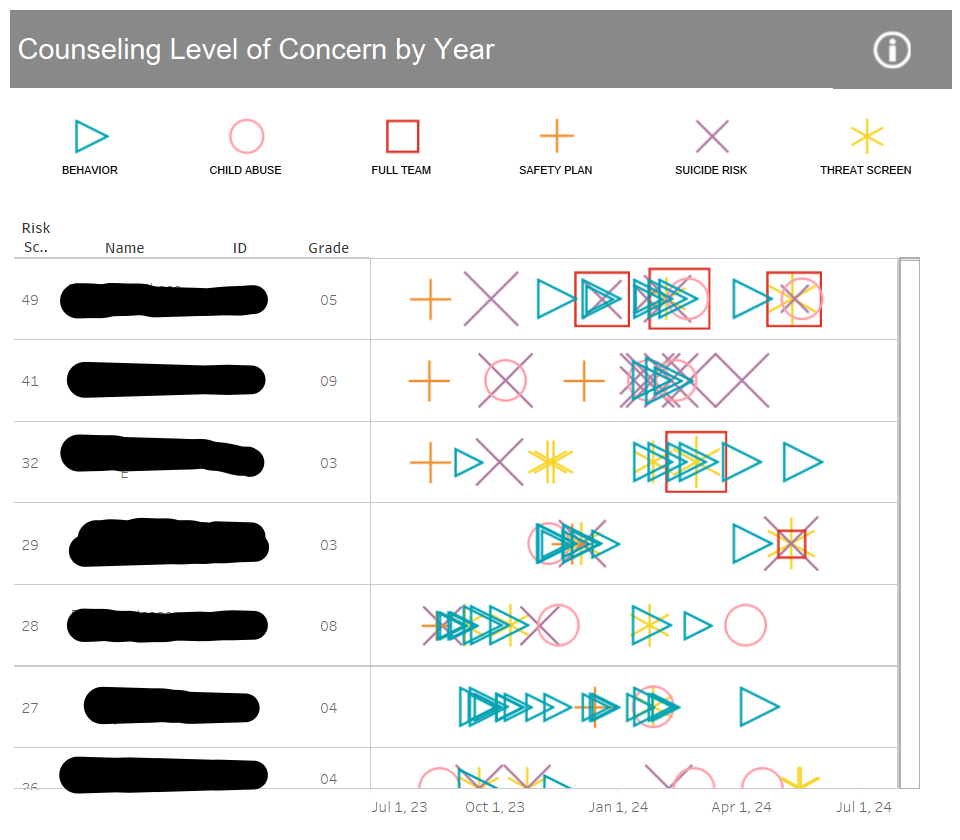 Counseling Level of Concern by Year
BEHAVIOR CHILD ABUSE FULL TEAM SAFETY PLAN SUICIDE RISK THREAT SCREEN
Risk
Sc.. Name ID Grade
49 05
41 09
32 03
E
29 03
28 08
27 04
26 04
Jul 1, 23 Oct 1, 23 Jan 1, 24 Apr 1, 24 Jul 1, 24